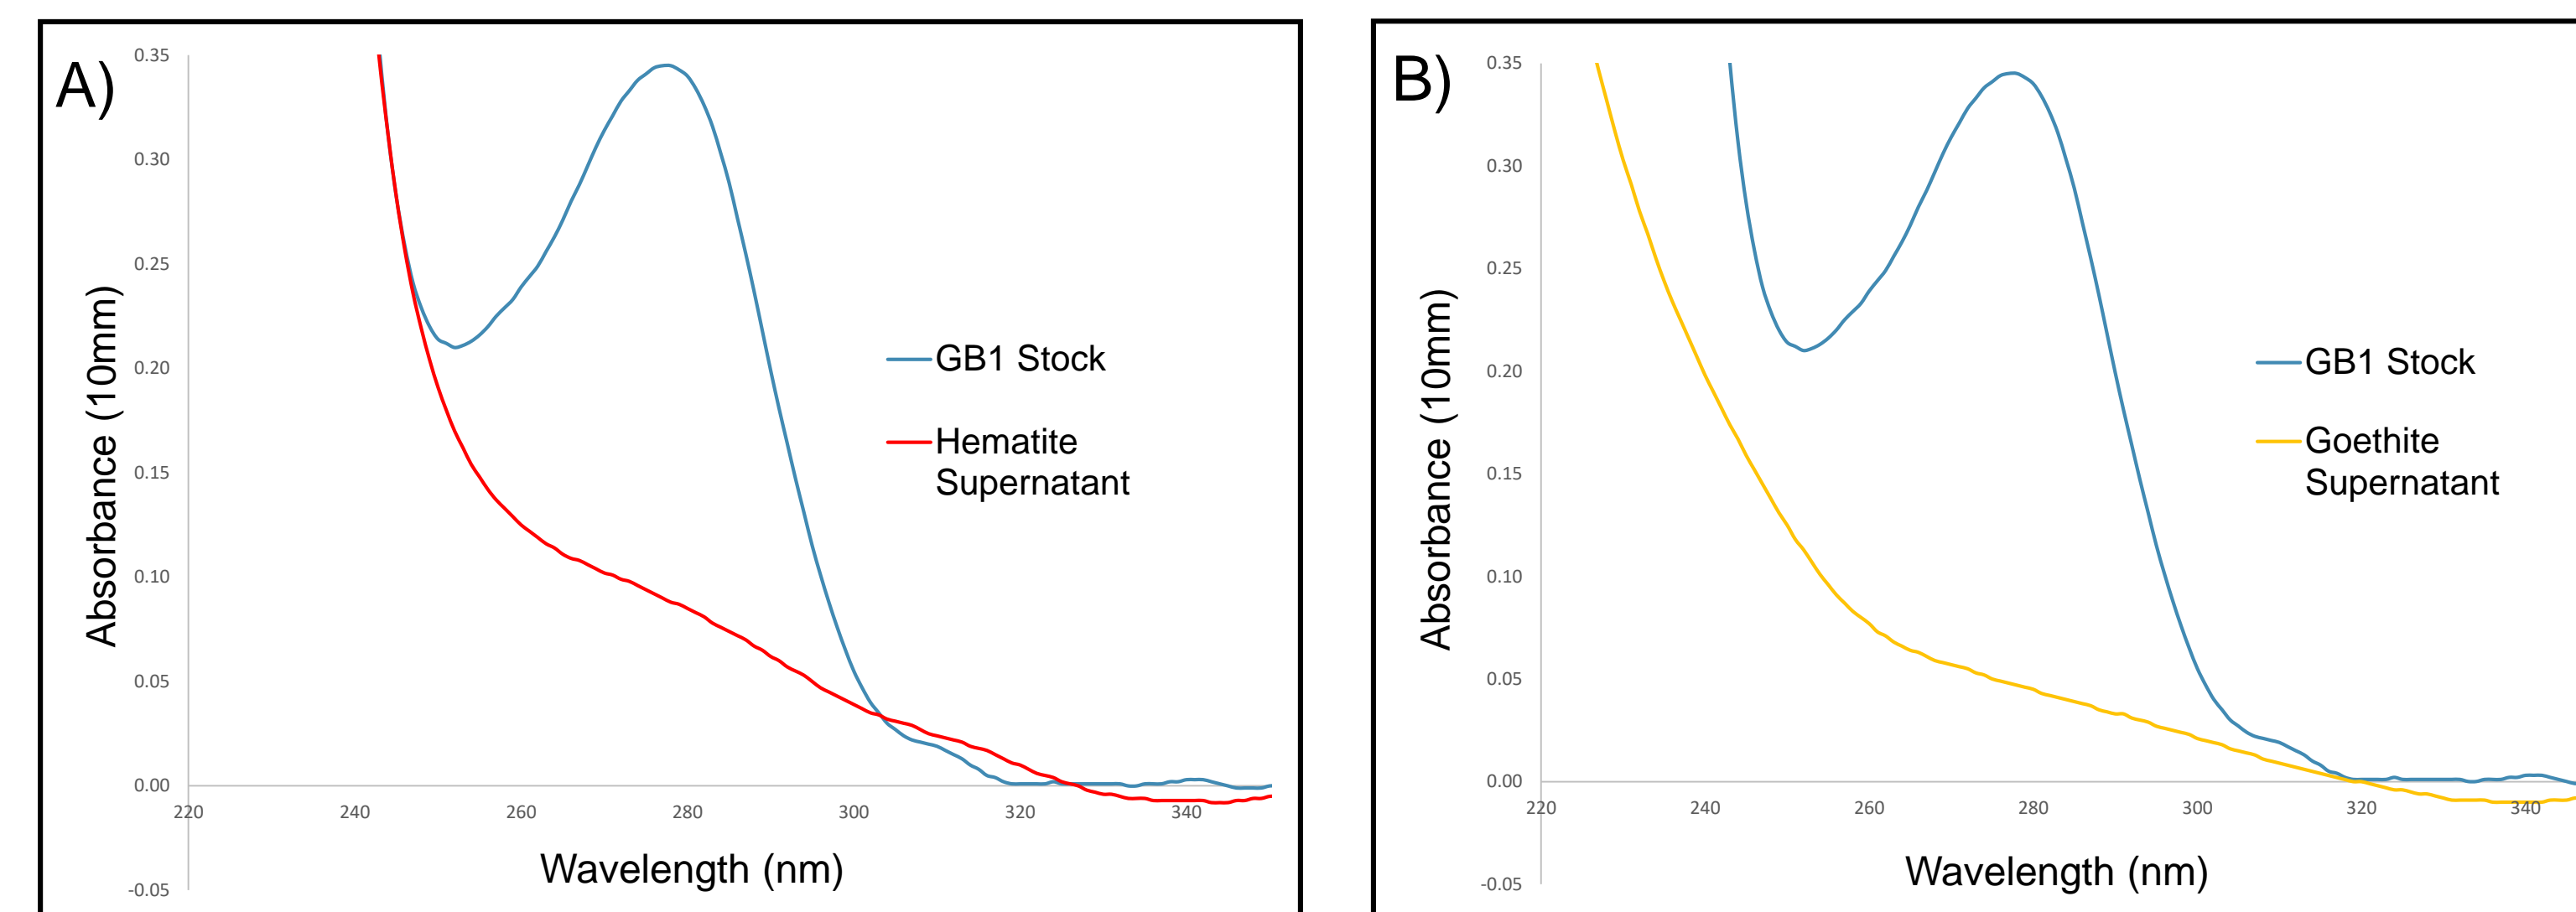 A)
0.35
0.30
0.25
0.20
0.15
0.10
0.05
0.00
-0.05
Absorbance (10mm)
220 240 260 280 300 320 340
Wavelength (nm)
GB1 Stock
Hematite
Supernatant
B)
0.35
0.30
0.25
0.20
0.15
0.10
0.05
0.00
-0.05
Absorbance (10mm)
220 240 260 280 300 320 340
Wavelength (nm)
GB1 Stock
Goethite
Supernatant